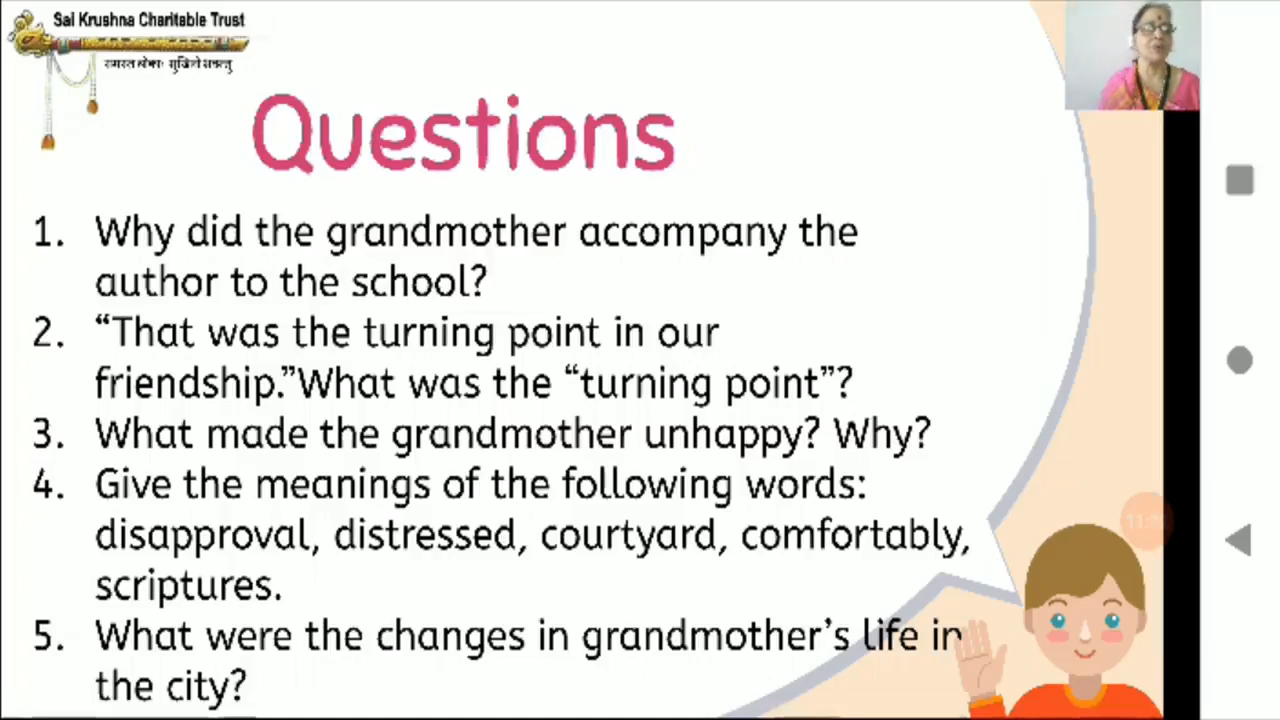 Sai Krushna Charitable Trust
समस्त लोकाः सुखिनो भवन्तु
Questions
1. Why did the grandmother accompany the
author to the school?
2. “That was the turning point in our
friendship.”What was the “turning point”?
3. What made the grandmother unhappy? Why?
4. Give the meanings of the following words:
disapproval, distressed, courtyard, comfortably,
scriptures.
5. What were the changes in grandmother’s life in
the city?